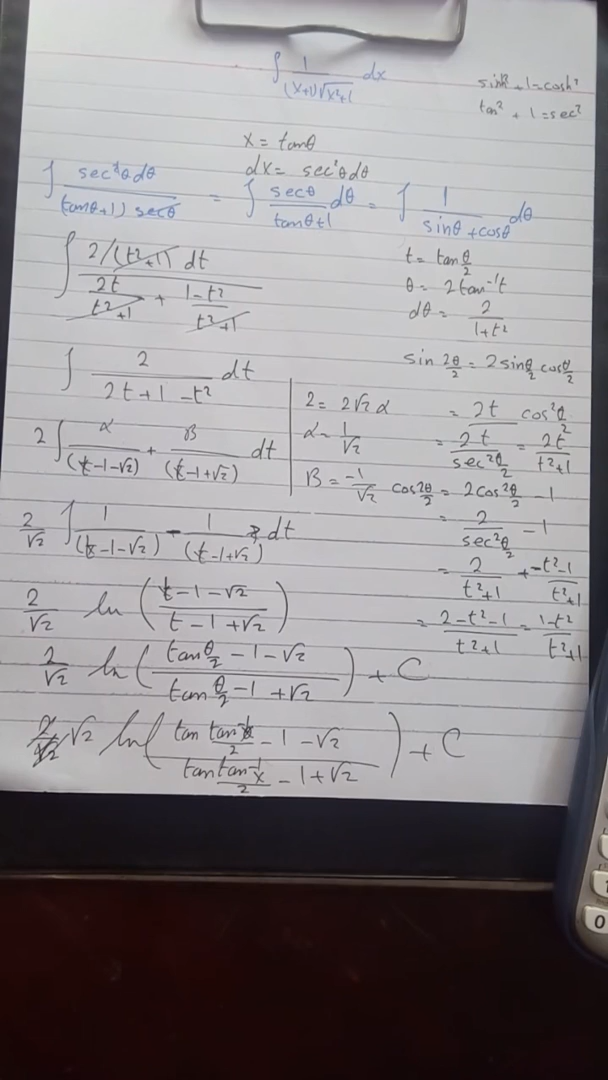 ∫ 1/((x+1)√x²+1) dx
sinh² + 1 = cosh²
tan² + 1 = sec²
x = tanθ
dx = sec²θ dθ
∫ sec²θ dθ/((tanθ+1) secθ) = ∫ secθ/(tanθ+1) dθ = ∫ 1/(sinθ + cosθ) dθ
∫ (2/(t²+1) dt)/(2t/(t²+1) + (1-t²)/(t²+1))
t = tan θ/2
θ = 2tan⁻¹t
dθ = 2/(1+t²)
∫ 2/(2t+1-t²) dt
sin 2θ/2 = 2sin θ/2 cos θ/2
= 2t cos² θ/2
= 2t/(sec² θ/2) = 2t/(t²+1)
2 ∫ α/(t-1-√2) + β/(t-1+√2) dt
2 = 2√2 α
α = 1/√2
β = -1/√2
cos 2θ/2 = 2cos² θ/2 - 1
= 2/(sec² θ/2) - 1
= 2/(t²+1) + (-t²-1)/(t²+1)
= (2-t²-1)/(t²+1) = (1-t²)/(t²+1)
2/√2 ∫ 1/(t-1-√2) - 1/(t-1+√2) dt
2/√2 ln((t-1-√2)/(t-1+√2))
2/√2 ln((tan θ/2 -1-√2)/(tan θ/2 -1+√2)) + C
√2 ln((tan tan⁻¹x/2 -1-√2)/(tan tan⁻¹x/2 -1+√2)) + C
1
0